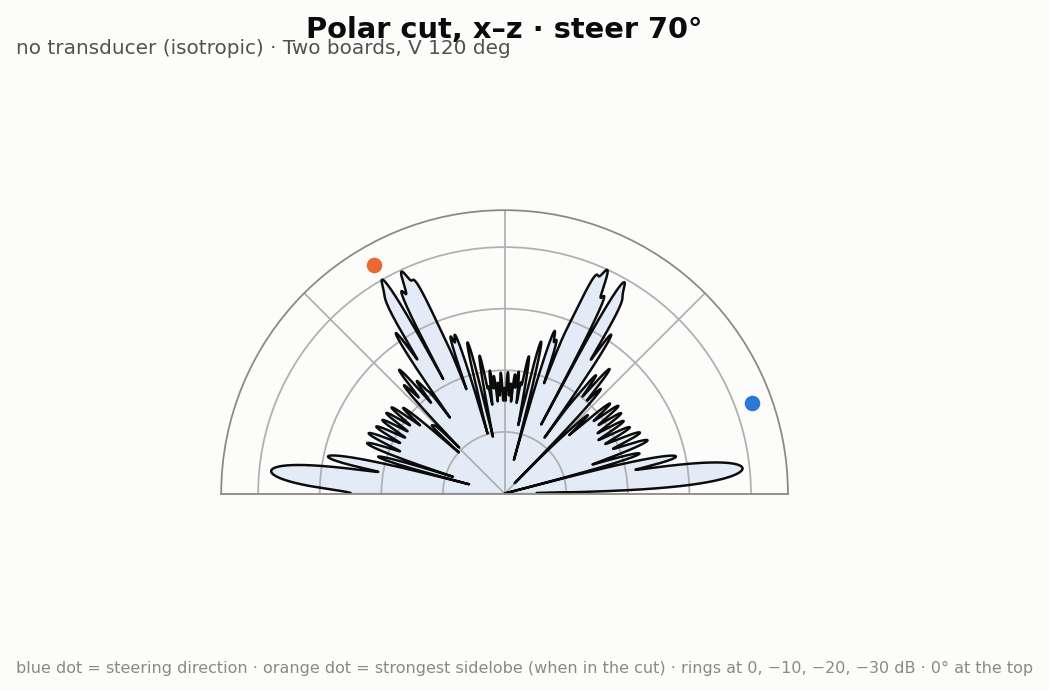 Polar cut, x–z · steer 70°
no transducer (isotropic) · Two boards, V 120 deg
blue dot = steering direction · orange dot = strongest sidelobe (when in the cut) · rings at 0, −10, −20, −30 dB · 0° at the top